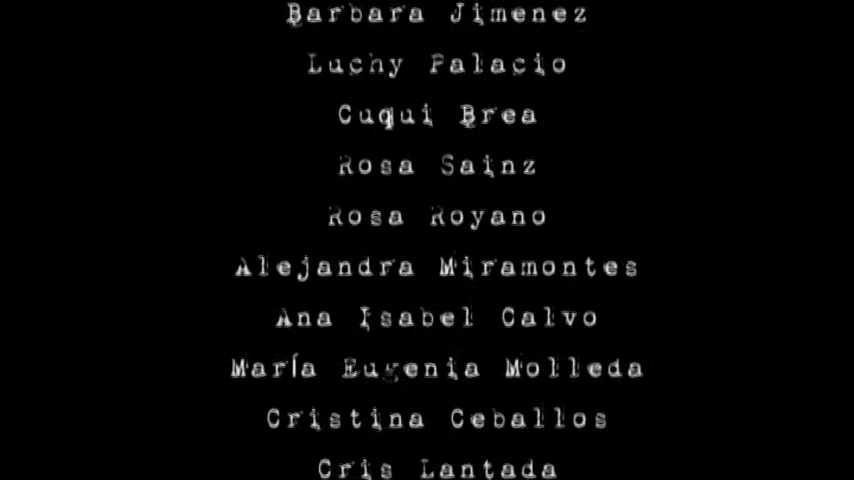 Barbara Jimenez
Luchy Palacio
Cuqui Brea
Rosa Sainz
Rosa Royano
Alejandra Miramontes
Ana Isabel Calvo
María Eugenia Molleda
Cristina Ceballos
Cris Lantada